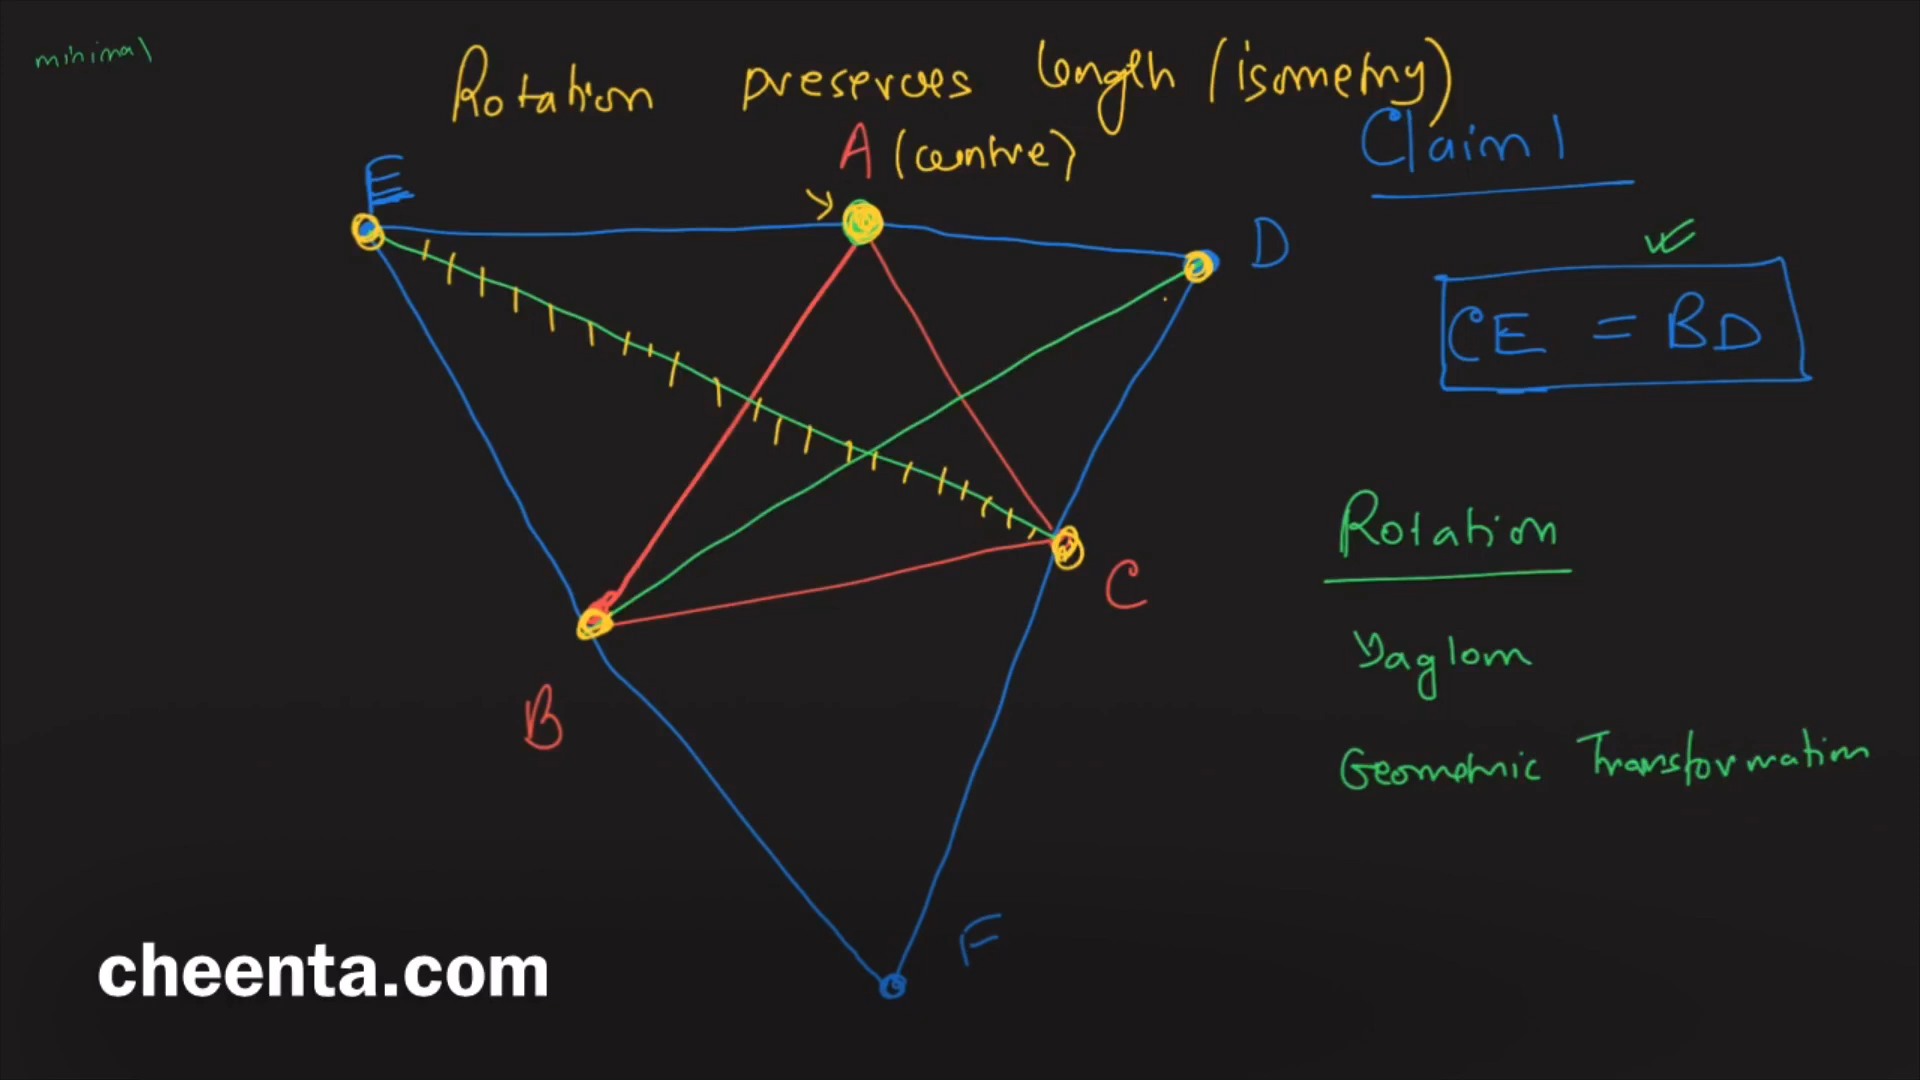 minimal
Rotation preserves length (isometry)
A (centre)
Claim 1
E
D
CE = BD
Rotation
C
Yaglom
B
Geometric Transformation
F
cheenta.com